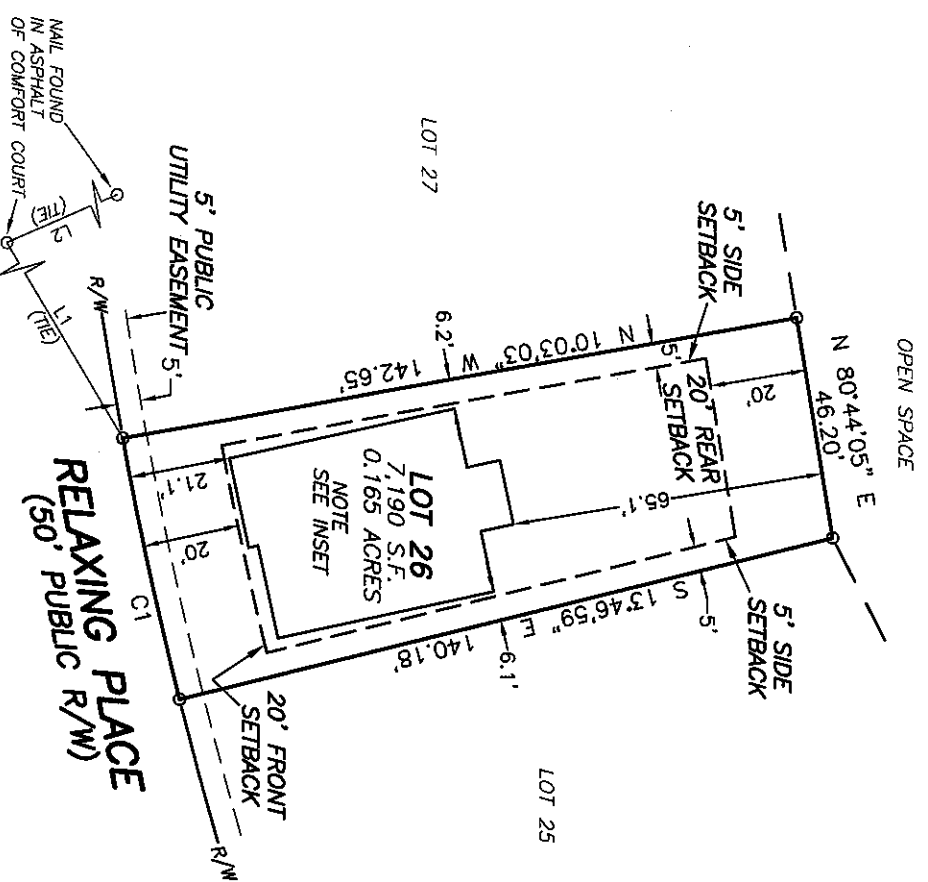 OPEN SPACE
N 80°44'05" E
46.20'
5' SIDE
SETBACK
20'
5'
20' REAR
SETBACK
LOT 27
N 10°03'03" W
142.65'
6.2'
65.1'
5' SIDE
SETBACK
5'
S 13°46'59" E
140.18'
6.1'
LOT 26
7,190 S.F.
0.165 ACRES
NOTE
SEE INSET
LOT 25
5' PUBLIC
UTILITY EASEMENT
5'
21.1'
20'
20' FRONT
SETBACK
C1
R/W
R/W
RELAXING PLACE
(50' PUBLIC R/W)
L1
(TIE)
L2
(TIE)
NAIL FOUND
IN ASPHALT
OF COMFORT COURT